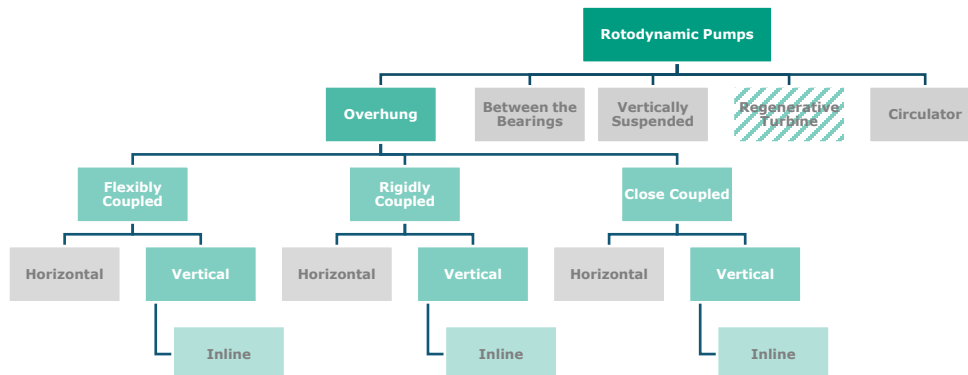 Rotodynamic Pumps
Overhung
Between the
Bearings
Vertically
Suspended
Regenerative
Turbine
Circulator
Flexibly
Coupled
Rigidly
Coupled
Close Coupled
Horizontal
Vertical
Horizontal
Vertical
Horizontal
Vertical
Inline
Inline
Inline